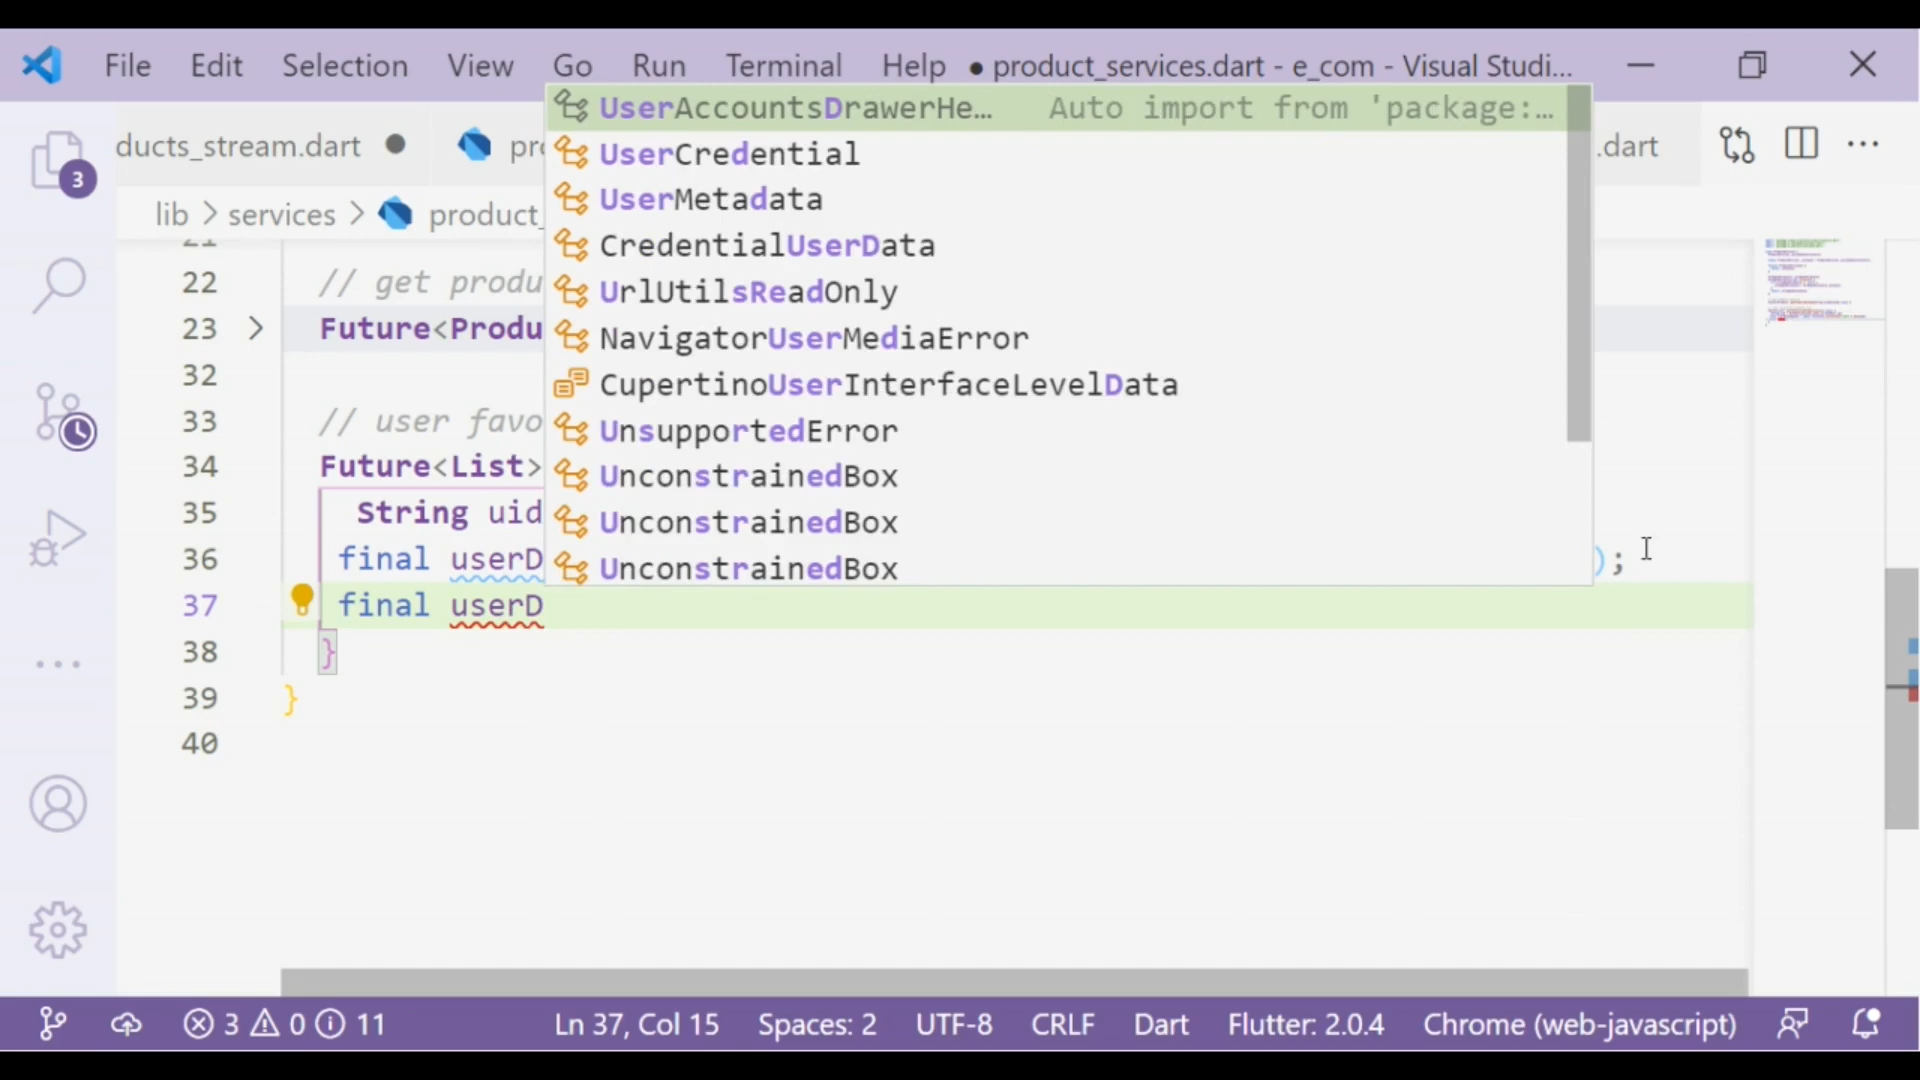 File Edit Selection View Go Run Terminal Help ● product_services.dart - e_com - Visual Studi...
ducts_stream.dart ● pro .dart ...
lib > services > product_
UserAccountsDrawerHe... Auto import from 'package:...
UserCredential
UserMetadata
CredentialUserData
UrlUtilsReadOnly
NavigatorUserMediaError
CupertinoUserInterfaceLevelData
UnsupportedError
UnconstrainedBox
UnconstrainedBox
UnconstrainedBox
3
21
22 // get produ
23 > Future<Produ
32
33 // user favo
34 Future<List>
35 String uid
36 final userD );
37 final userD
38 }
39 }
40
3 0 11 Ln 37, Col 15 Spaces: 2 UTF-8 CRLF Dart Flutter: 2.0.4 Chrome (web-javascript)